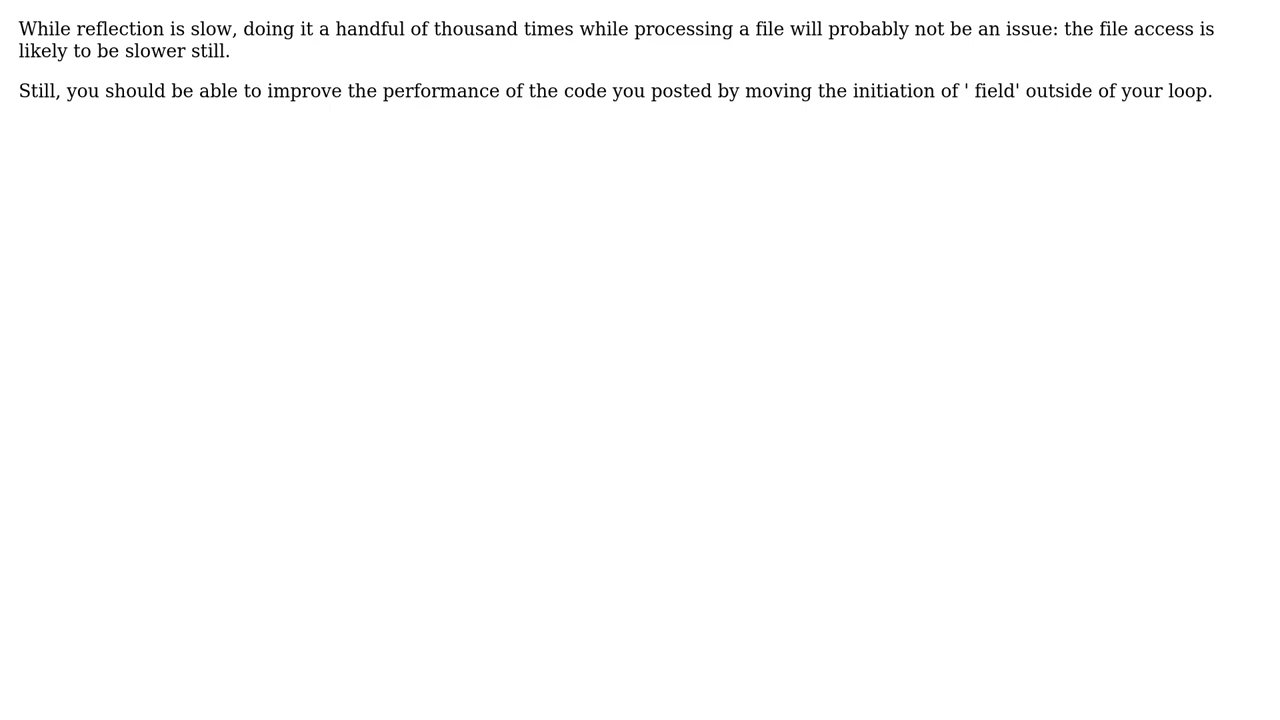 While reflection is slow, doing it a handful of thousand times while processing a file will probably not be an issue: the file access is
likely to be slower still.
Still, you should be able to improve the performance of the code you posted by moving the initiation of ' field' outside of your loop.